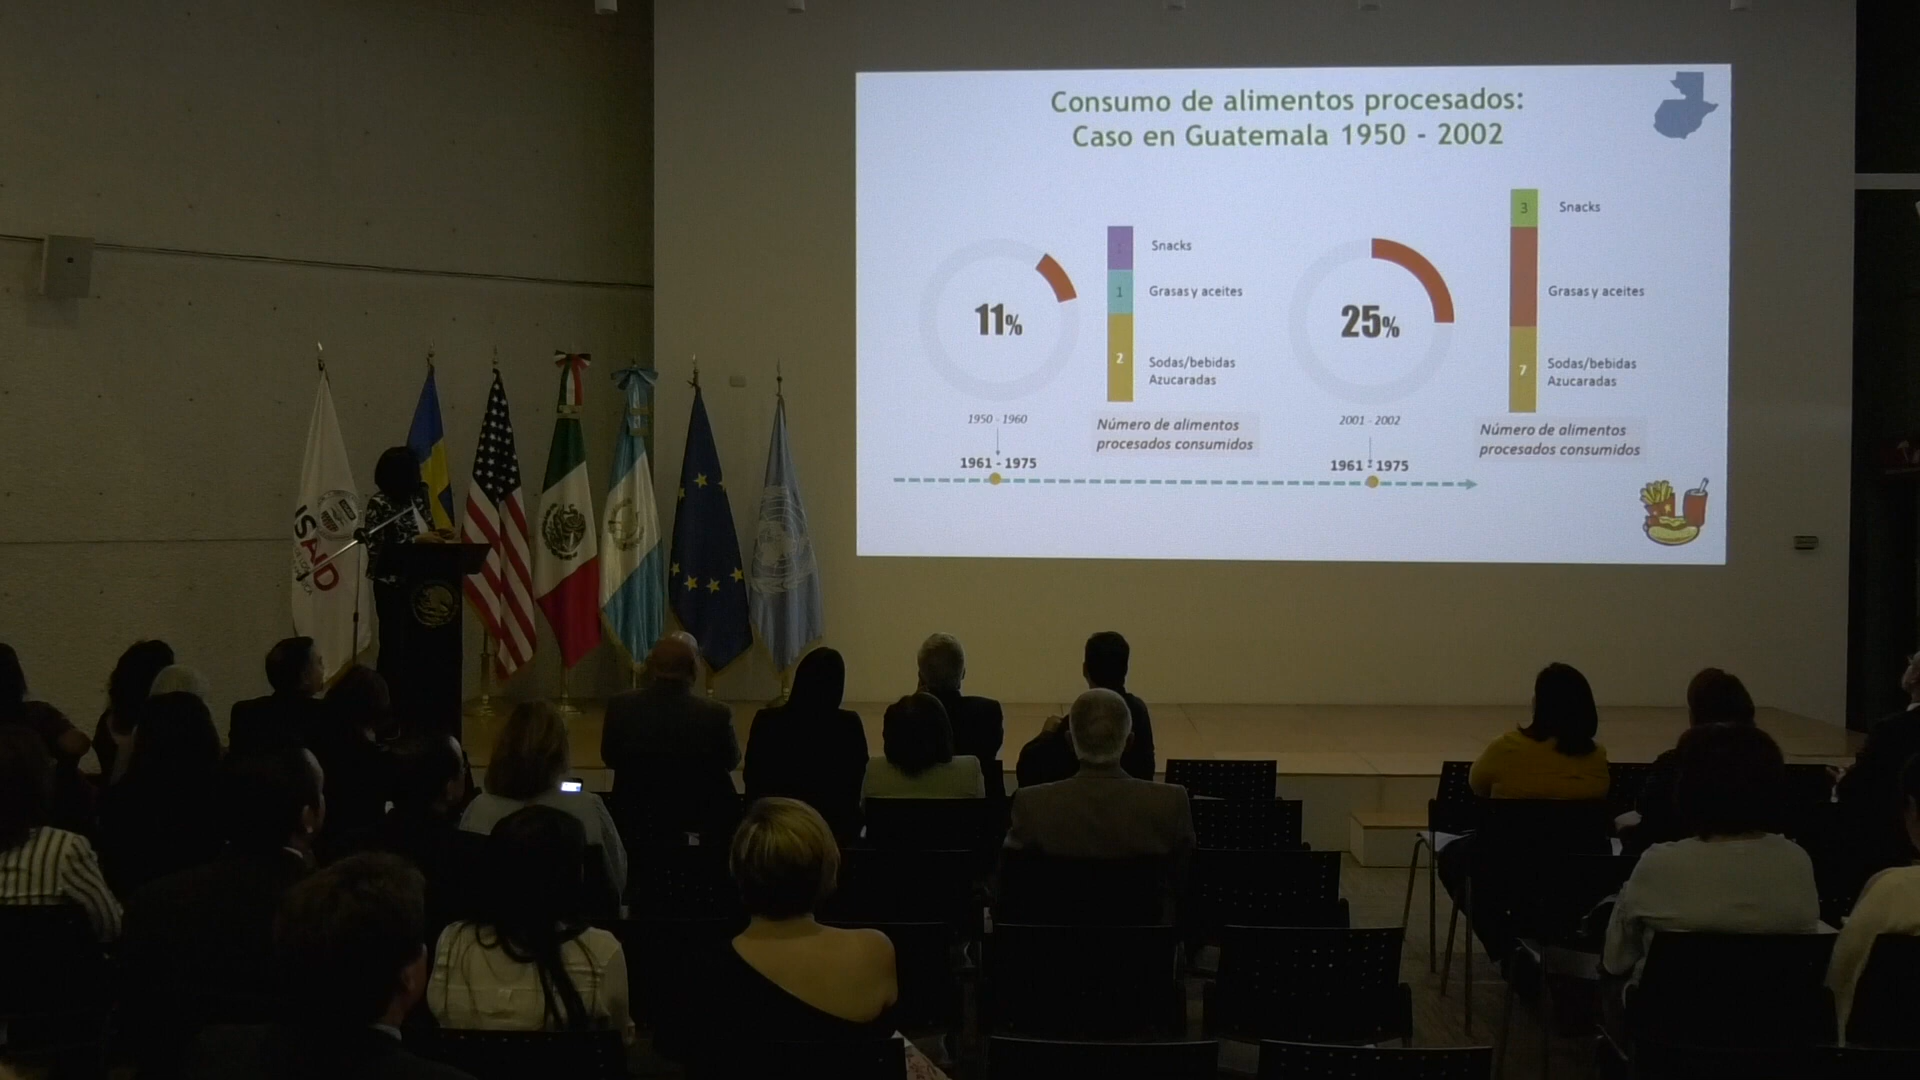 Consumo de alimentos procesados:
Caso en Guatemala 1950 - 2002
11%
Snacks
1
Grasas y aceites
2
Sodas/bebidas
Azucaradas
1950 - 1960
1961 - 1975
Número de alimentos
procesados consumidos
25%
3
Snacks
Grasas y aceites
7
Sodas/bebidas
Azucaradas
2001 - 2002
1961 - 1975
Número de alimentos
procesados consumidos